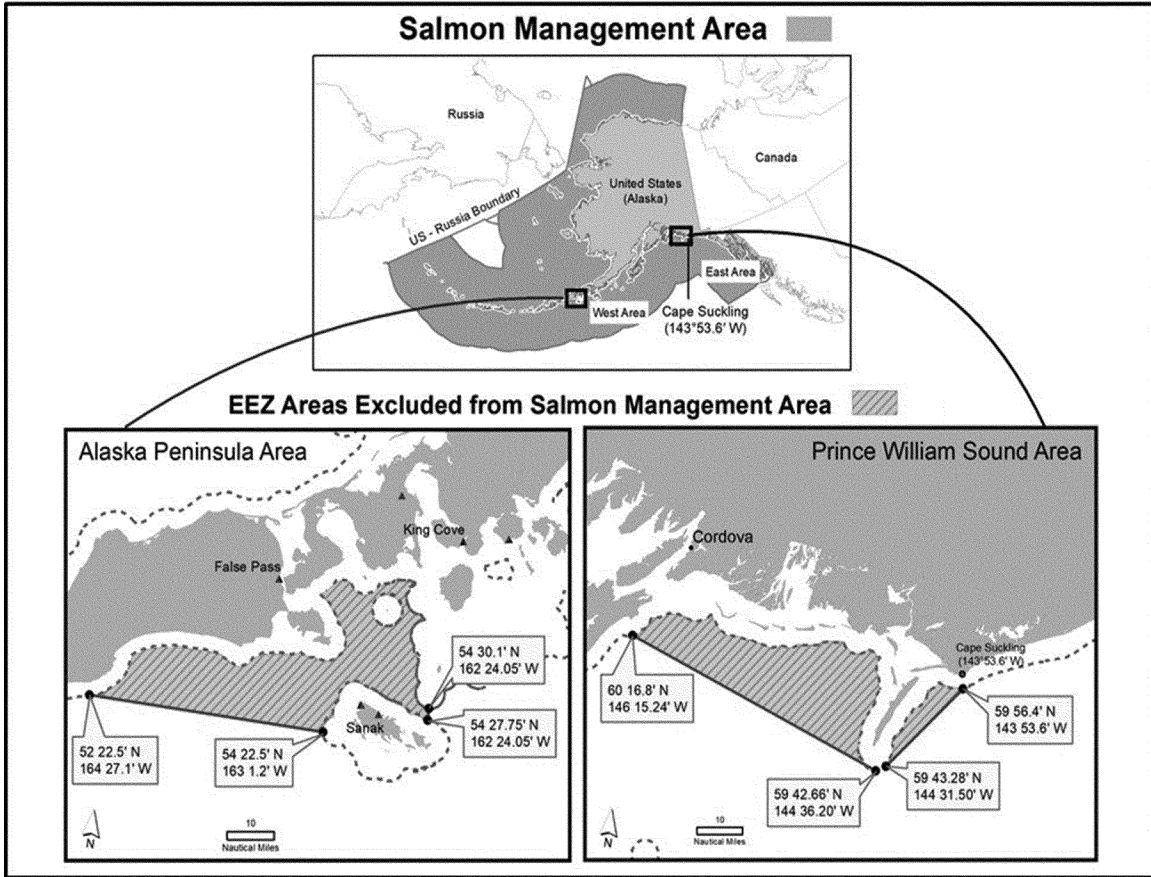 Salmon Management Area
Russia
Canada
United States
(Alaska)
US - Russia Boundary
East Area
West Area
Cape Suckling
(143°53.6' W)
EEZ Areas Excluded from Salmon Management Area
Alaska Peninsula Area
King Cove
False Pass
54 30.1' N
162 24.05' W
Sanak
54 27.75' N
162 24.05' W
52 22.5' N
164 27.1' W
54 22.5' N
163 1.2' W
10
Nautical Miles
N
Prince William Sound Area
Cordova
Cape Suckling
(143°53.6' W)
60 16.8' N
146 15.24' W
59 56.4' N
143 53.6' W
59 42.66' N
144 36.20' W
59 43.28' N
144 31.50' W
10
Nautical Miles
N